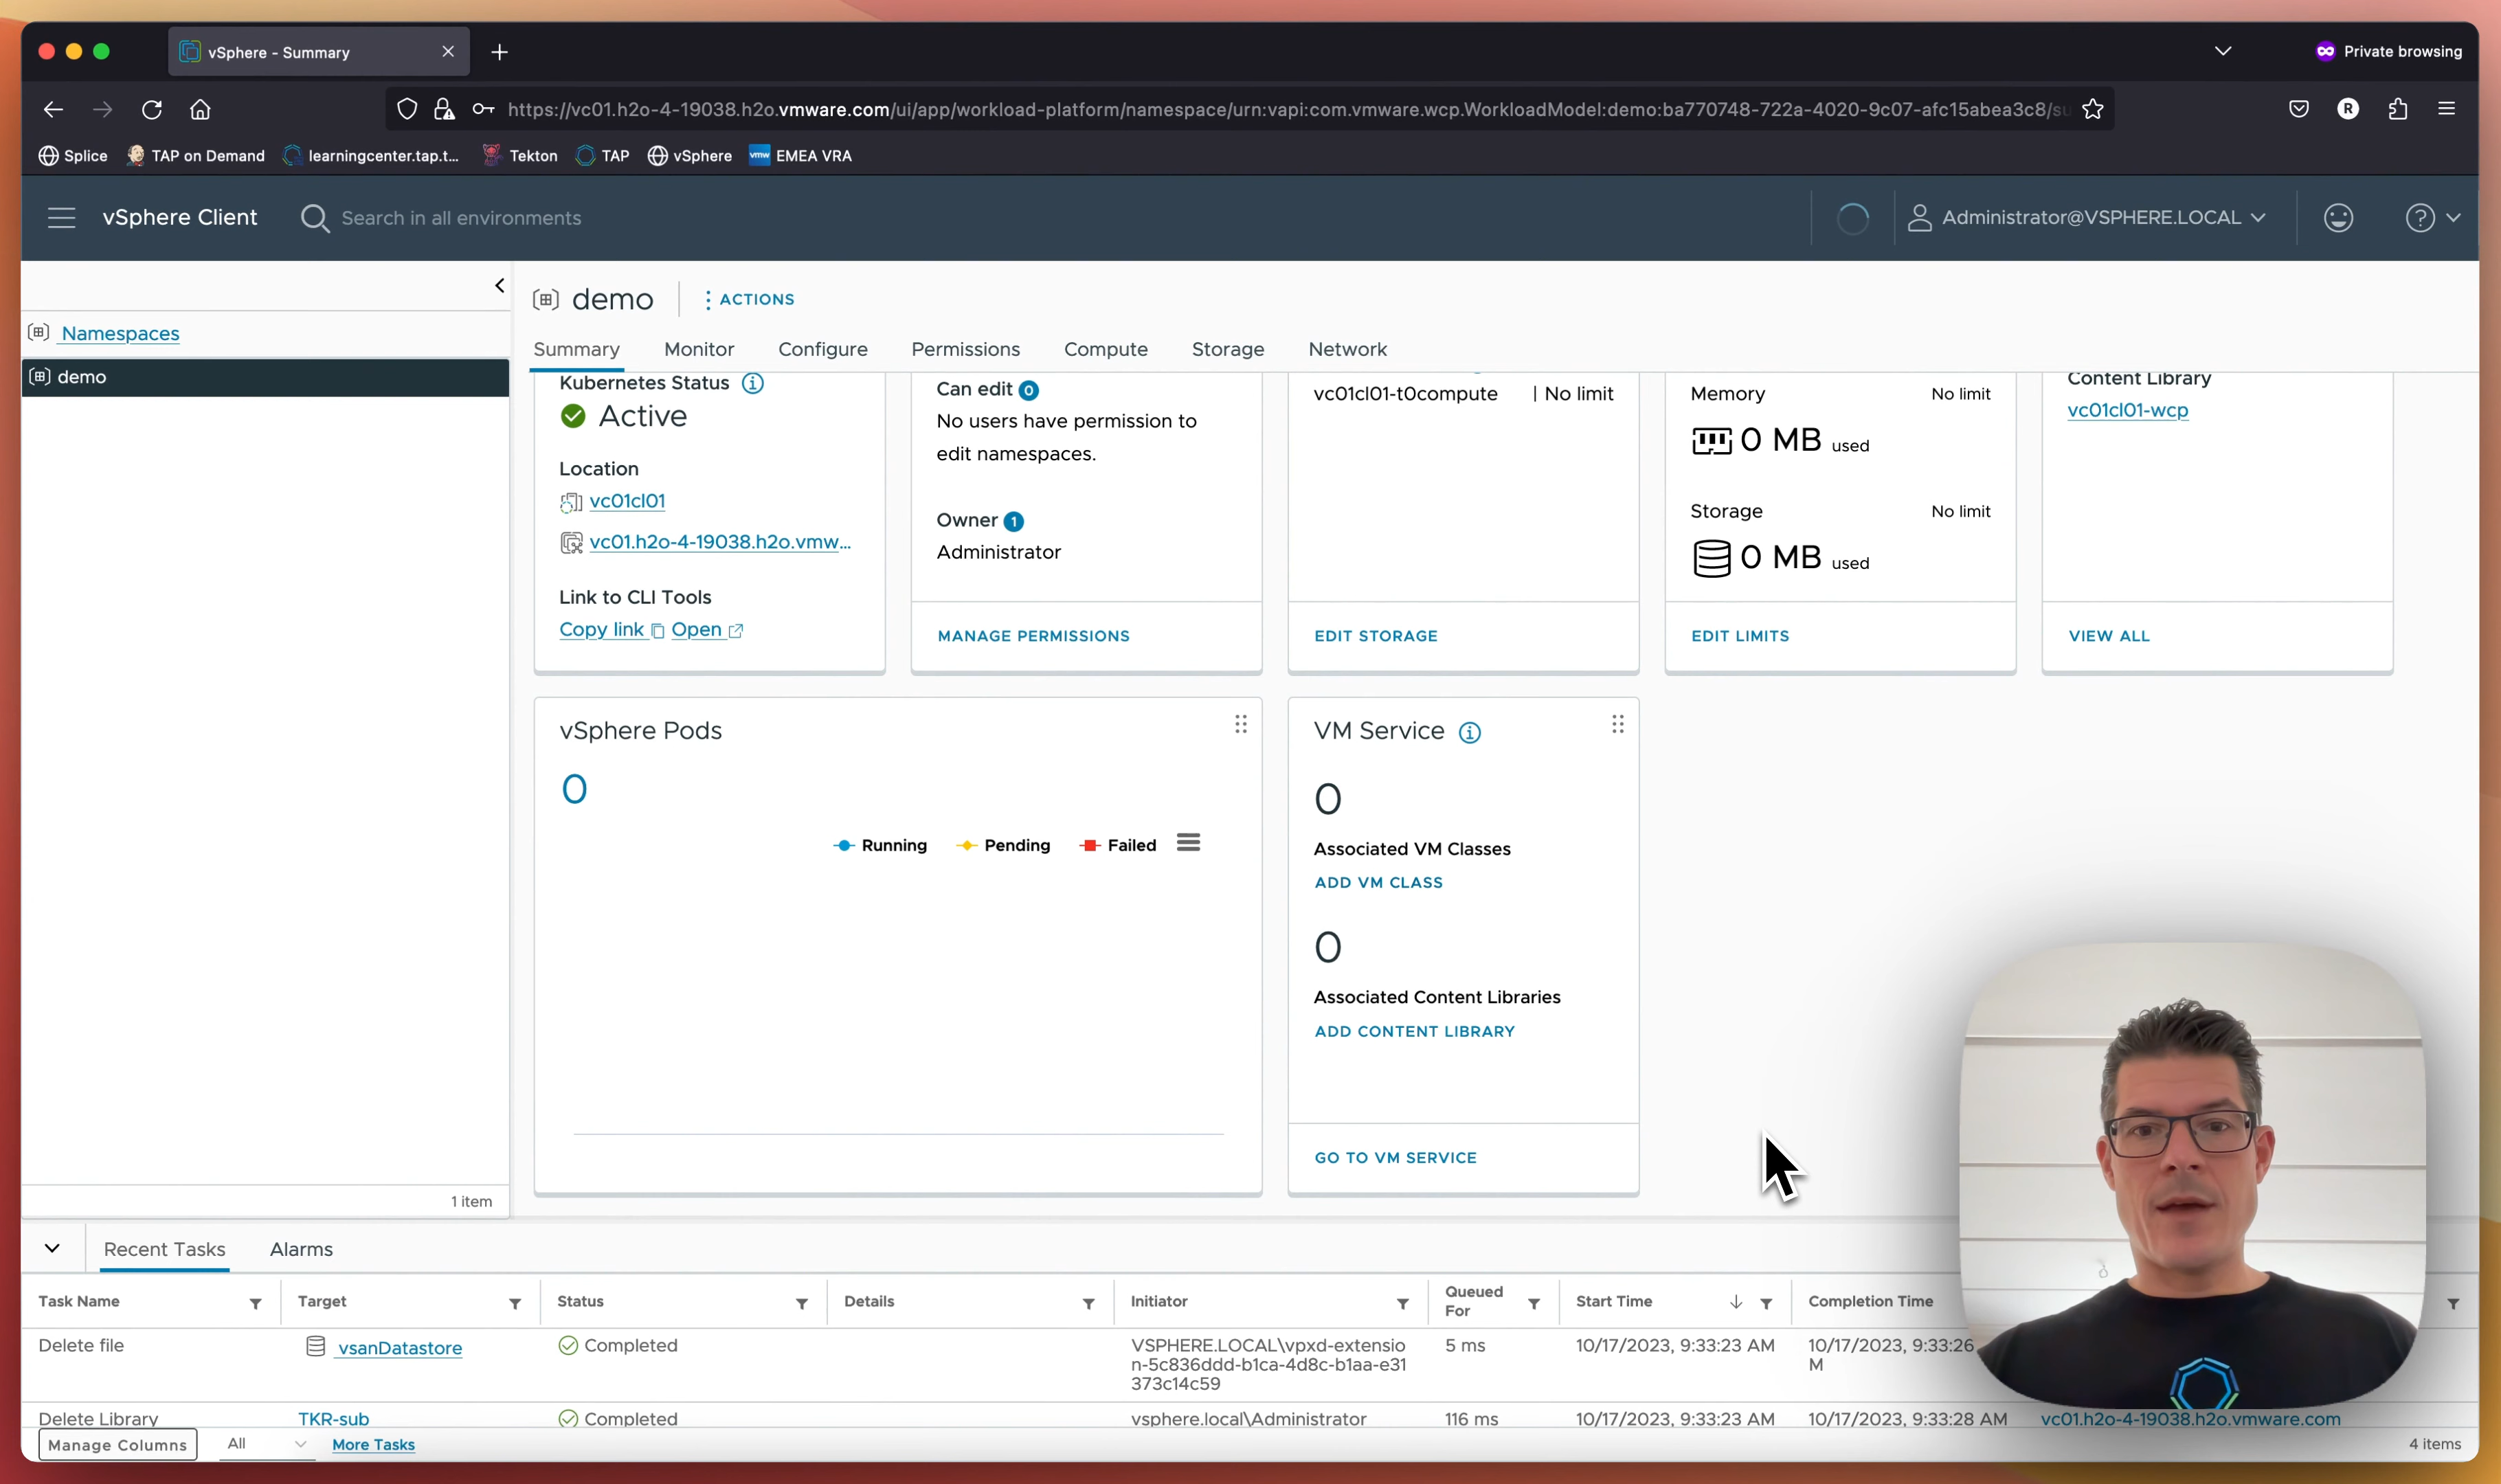 vSphere - Summary
Private browsing
https://vc01.h2o-4-19038.h2o.vmware.com/ui/app/workload-platform/namespace/urn:vapi:com.vmware.wcp.WorkloadModel:demo:ba770748-722a-4020-9c07-afc15abea3c8/su
R
Splice
TAP on Demand
learningcenter.tap.t...
Tekton
TAP
vSphere
vmw
EMEA VRA
vSphere Client
Search in all environments
Administrator@VSPHERE.LOCAL
Namespaces
demo
1 item
demo
ACTIONS
Summary
Monitor
Configure
Permissions
Compute
Storage
Network
Kubernetes Status
Active
Location
vc01cl01
vc01.h2o-4-19038.h2o.vmw...
Link to CLI Tools
Copy link
Open
Can edit 0
No users have permission to
edit namespaces.
Owner 1
Administrator
MANAGE PERMISSIONS
vc01cl01-t0compute | No limit
EDIT STORAGE
Memory No limit
0 MB used
Storage No limit
0 MB used
EDIT LIMITS
Content Library
vc01cl01-wcp
VIEW ALL
vSphere Pods
0
Running
Pending
Failed
VM Service
0
Associated VM Classes
ADD VM CLASS
0
Associated Content Libraries
ADD CONTENT LIBRARY
GO TO VM SERVICE
Recent Tasks
Alarms
Task Name
Target
Status
Details
Initiator
Queued
For
Start Time
Completion Time
Delete file
vsanDatastore
Completed
VSPHERE.LOCAL\vpxd-extensio
n-5c836ddd-b1ca-4d8c-b1aa-e31
373c14c59
5 ms
10/17/2023, 9:33:23 AM
10/17/2023, 9:33:26
M
Delete Library
TKR-sub
Completed
vsphere.local\Administrator
116 ms
10/17/2023, 9:33:23 AM
10/17/2023, 9:33:28 AM
vc01.h2o-4-19038.h2o.vmware.com
Manage Columns
All
More Tasks
4 items